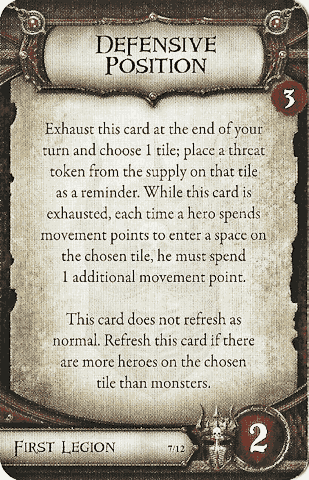 DEFENSIVE
POSITION
3
Exhaust this card at the end of your
turn and choose 1 tile; place a threat
token from the supply on that tile
as a reminder. While this card is
exhausted, each time a hero spends
movement points to enter a space on
the chosen tile, he must spend
1 additional movement point.
This card does not refresh as
normal. Refresh this card if there
are more heroes on the chosen
tile than monsters.
FIRST LEGION
7/12
2